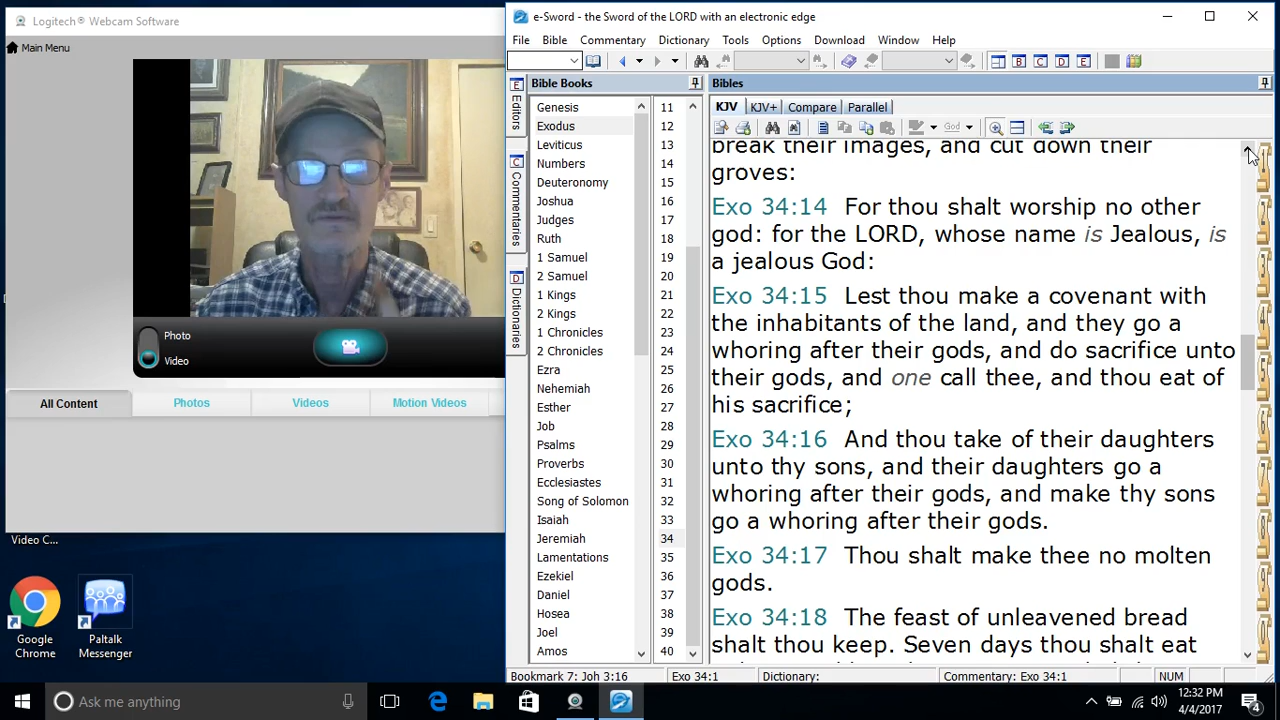 Logitech® Webcam Software
Main Menu
Photo
Video
All Content
Photos
Videos
Motion Videos
Video C...
Google Chrome
Paltalk Messenger
e-Sword - the Sword of the LORD with an electronic edge
File Bible Commentary Dictionary Tools Options Download Window Help
B C D E
E Editors
C Commentaries
D Dictionaries
Bible Books
Genesis 11
Exodus 12
Leviticus 13
Numbers 14
Deuteronomy 15
Joshua 16
Judges 17
Ruth 18
1 Samuel 19
2 Samuel 20
1 Kings 21
2 Kings 22
1 Chronicles 23
2 Chronicles 24
Ezra 25
Nehemiah 26
Esther 27
Job 28
Psalms 29
Proverbs 30
Ecclesiastes 31
Song of Solomon 32
Isaiah 33
Jeremiah 34
Lamentations 35
Ezekiel 36
Daniel 37
Hosea 38
Joel 39
Amos 40
Bibles
KJV KJV+ Compare Parallel
God
break their images, and cut down their
groves:
Exo 34:14 For thou shalt worship no other
god: for the LORD, whose name is Jealous, is
a jealous God:
Exo 34:15 Lest thou make a covenant with
the inhabitants of the land, and they go a
whoring after their gods, and do sacrifice unto
their gods, and one call thee, and thou eat of
his sacrifice;
Exo 34:16 And thou take of their daughters
unto thy sons, and their daughters go a
whoring after their gods, and make thy sons
go a whoring after their gods.
Exo 34:17 Thou shalt make thee no molten
gods.
Exo 34:18 The feast of unleavened bread
shalt thou keep. Seven days thou shalt eat
1
2
3
4
5
6
7
8
9
0
Bookmark 7: Joh 3:16 Exo 34:1 Dictionary: Commentary: Exo 34:1 NUM
Ask me anything
12:32 PM
4/4/2017
4